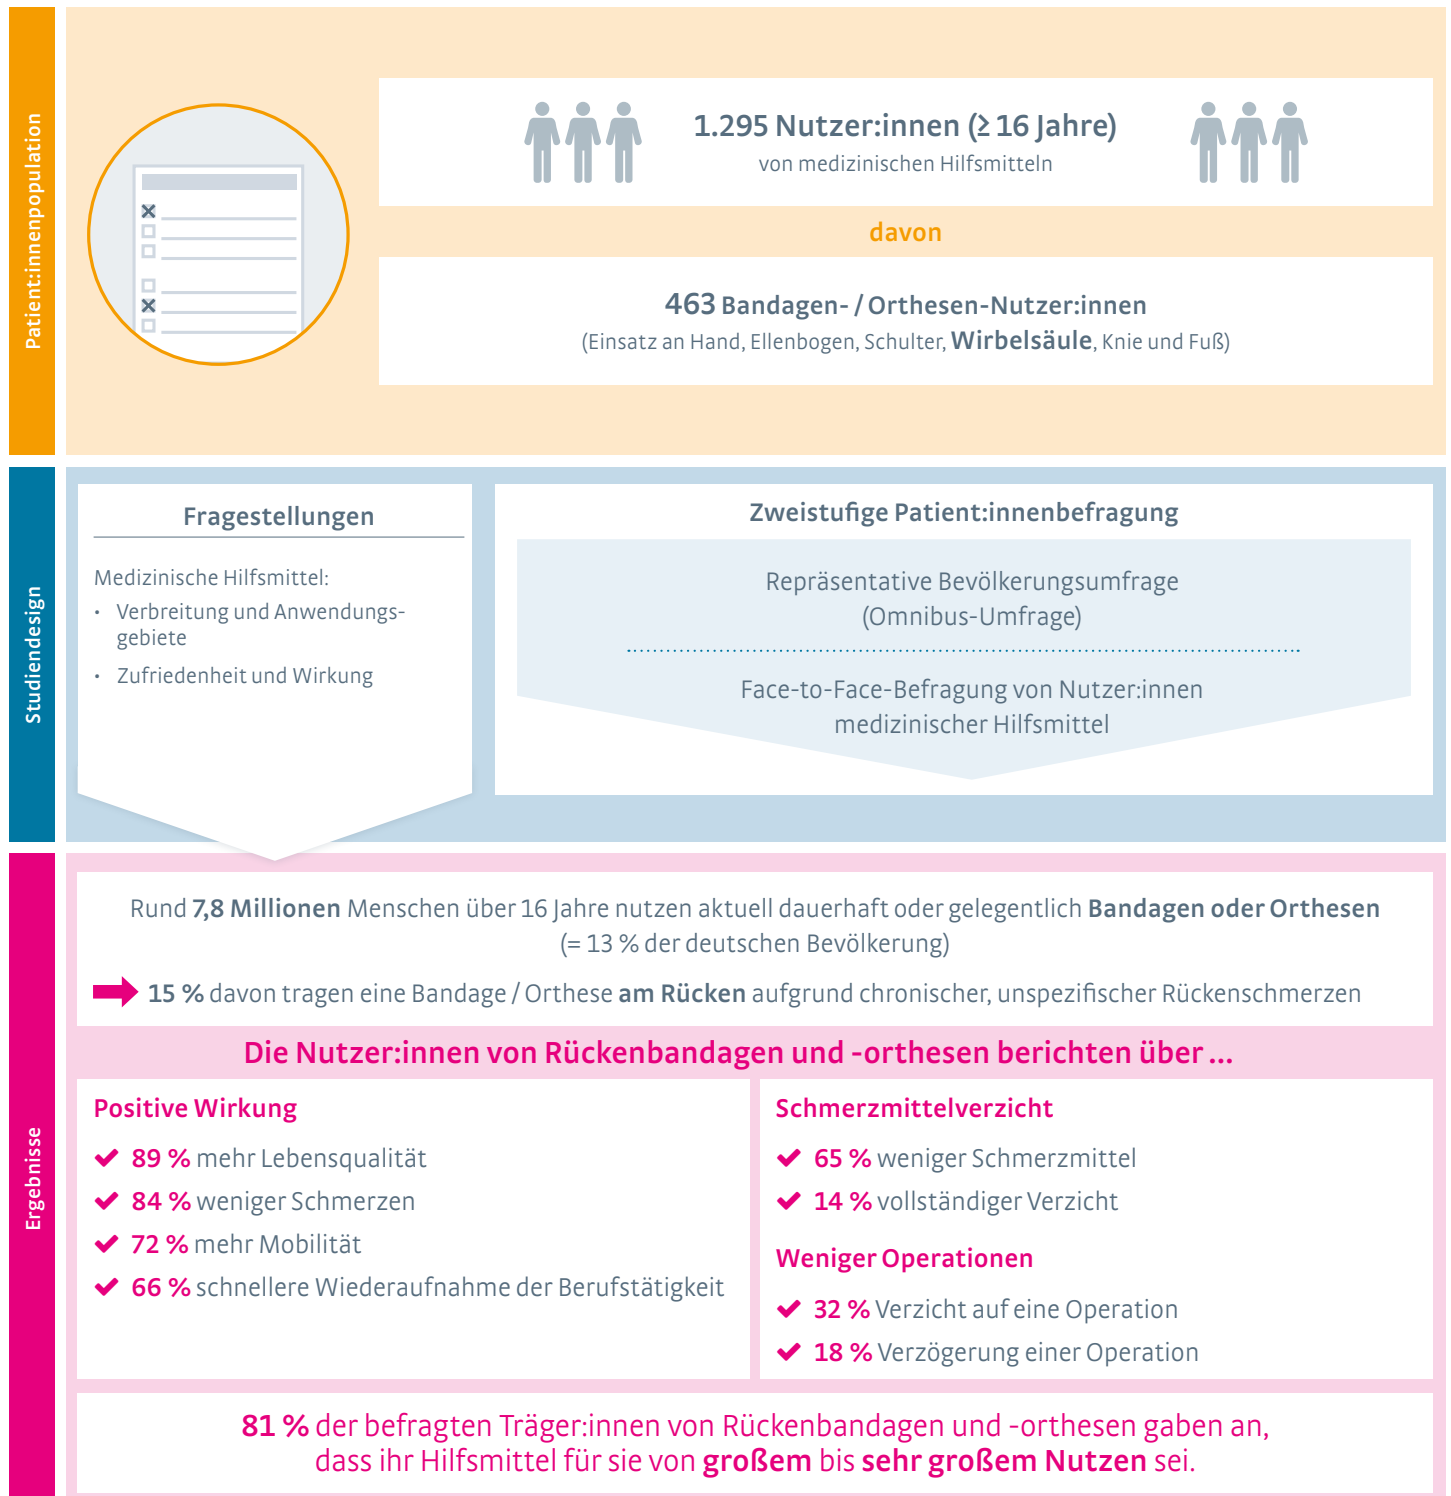 Patient:innenpopulation
1.295 Nutzer:innen (≥ 16 Jahre)
von medizinischen Hilfsmitteln
davon
463 Bandagen- / Orthesen-Nutzer:innen
(Einsatz an Hand, Ellenbogen, Schulter, Wirbelsäule, Knie und Fuß)
Studiendesign
Fragestellungen
Medizinische Hilfsmittel:
• Verbreitung und Anwendungs-
gebiete
• Zufriedenheit und Wirkung
Zweistufige Patient:innenbefragung
Repräsentative Bevölkerungsumfrage
(Omnibus-Umfrage)
Face-to-Face-Befragung von Nutzer:innen
medizinischer Hilfsmittel
Ergebnisse
Rund 7,8 Millionen Menschen über 16 Jahre nutzen aktuell dauerhaft oder gelegentlich Bandagen oder Orthesen
(= 13 % der deutschen Bevölkerung)
15 % davon tragen eine Bandage / Orthese am Rücken aufgrund chronischer, unspezifischer Rückenschmerzen
Die Nutzer:innen von Rückenbandagen und -orthesen berichten über ...
Positive Wirkung
✔ 89 % mehr Lebensqualität
✔ 84 % weniger Schmerzen
✔ 72 % mehr Mobilität
✔ 66 % schnellere Wiederaufnahme der Berufstätigkeit
Schmerzmittelverzicht
✔ 65 % weniger Schmerzmittel
✔ 14 % vollständiger Verzicht
Weniger Operationen
✔ 32 % Verzicht auf eine Operation
✔ 18 % Verzögerung einer Operation
81 % der befragten Träger:innen von Rückenbandagen und -orthesen gaben an,
dass ihr Hilfsmittel für sie von großem bis sehr großem Nutzen sei.